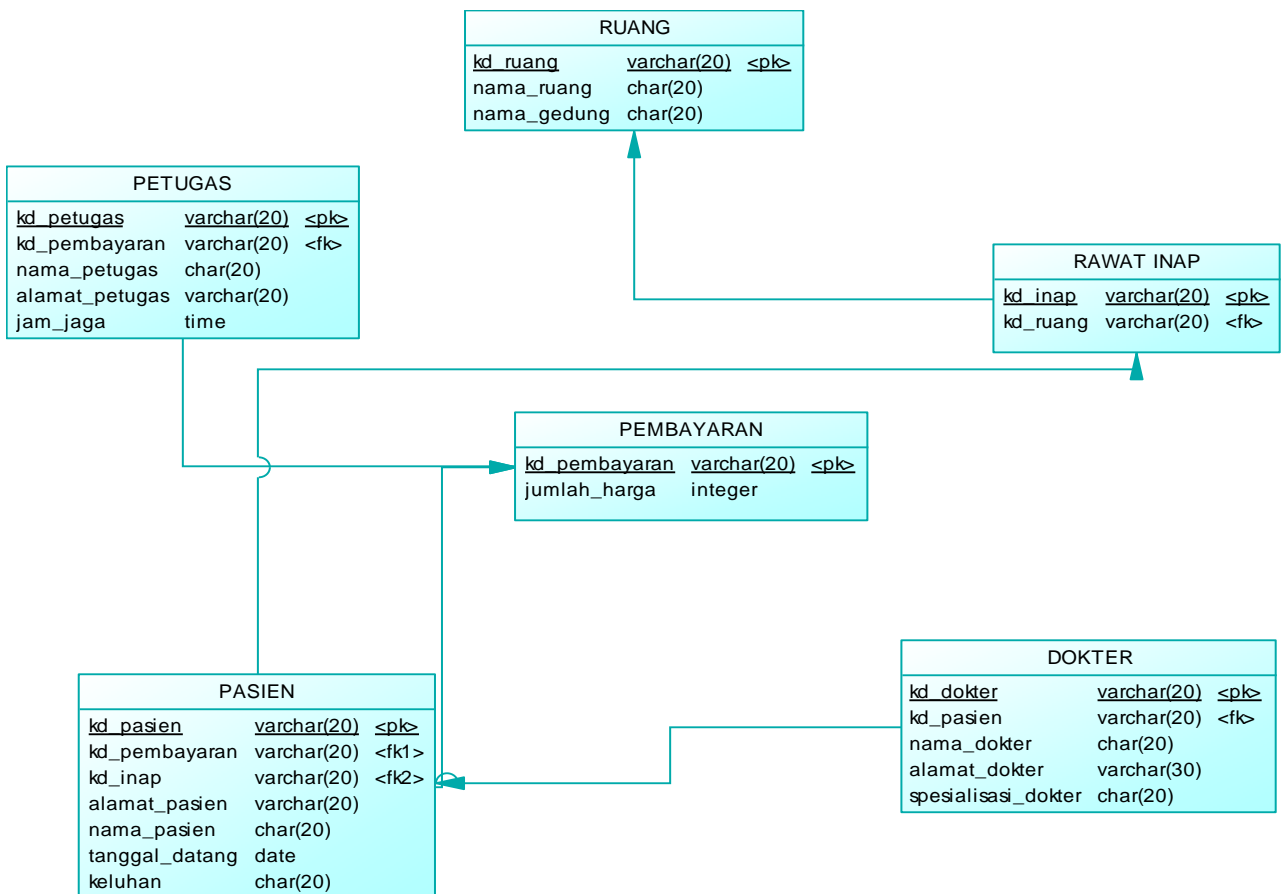 RUANG
kd_ruang varchar(20) <pk>
nama_ruang char(20)
nama_gedung char(20)
PETUGAS
kd_petugas varchar(20) <pk>
kd_pembayaran varchar(20) <fk>
nama_petugas char(20)
alamat_petugas varchar(20)
jam_jaga time
RAWAT INAP
kd_inap varchar(20) <pk>
kd_ruang varchar(20) <fk>
PEMBAYARAN
kd_pembayaran varchar(20) <pk>
jumlah_harga integer
PASIEN
kd_pasien varchar(20) <pk>
kd_pembayaran varchar(20) <fk1>
kd_inap varchar(20) <fk2>
alamat_pasien varchar(20)
nama_pasien char(20)
tanggal_datang date
keluhan char(20)
DOKTER
kd_dokter varchar(20) <pk>
kd_pasien varchar(20) <fk>
nama_dokter char(20)
alamat_dokter varchar(30)
spesialisasi_dokter char(20)